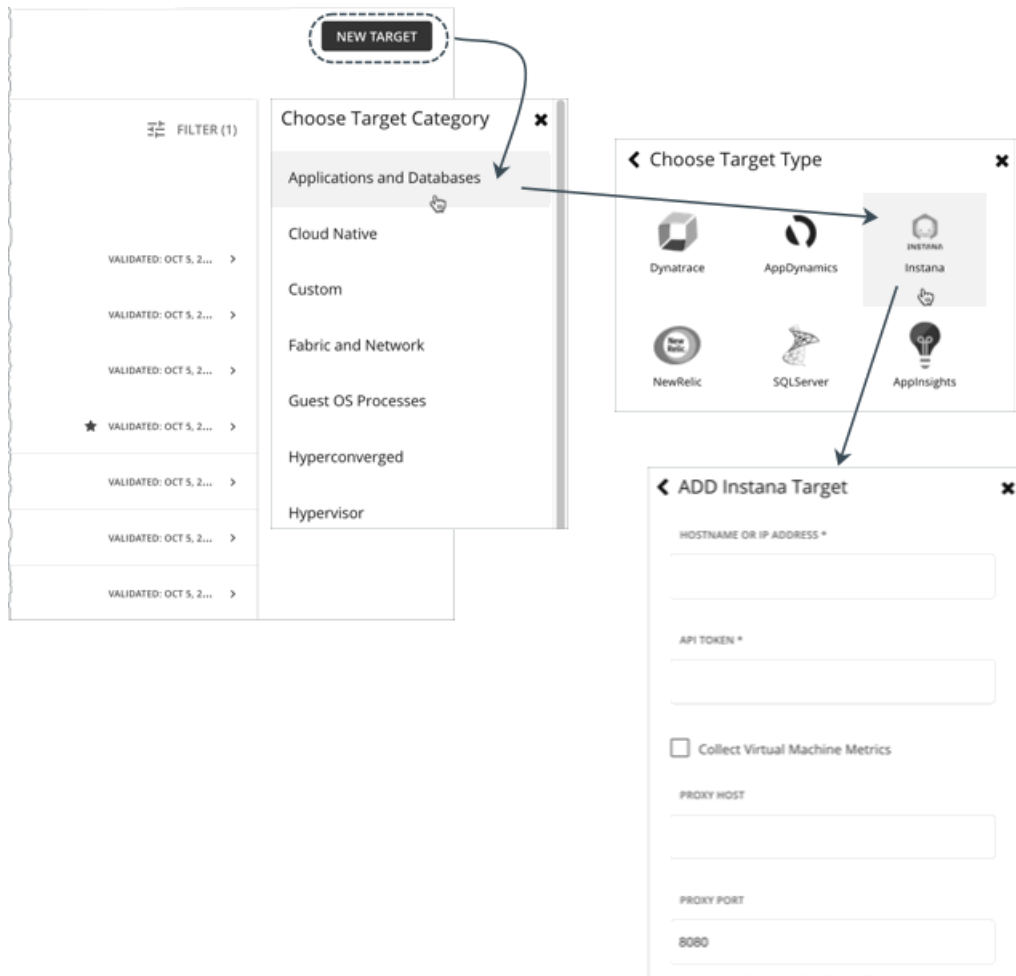 NEW TARGET
FILTER (1)
VALIDATED: OCT 5, 2...
VALIDATED: OCT 5, 2...
VALIDATED: OCT 5, 2...
VALIDATED: OCT 5, 2...
VALIDATED: OCT 5, 2...
VALIDATED: OCT 5, 2...
VALIDATED: OCT 5, 2...
Choose Target Category
Applications and Databases
Cloud Native
Custom
Fabric and Network
Guest OS Processes
Hyperconverged
Hypervisor
Choose Target Type
INSTANA
Dynatrace
AppDynamics
Instana
New
Relic.
NewRelic
SQLServer
AppInsights
ADD Instana Target
HOSTNAME OR IP ADDRESS *
API TOKEN *
Collect Virtual Machine Metrics
PROXY HOST
PROXY PORT
8080